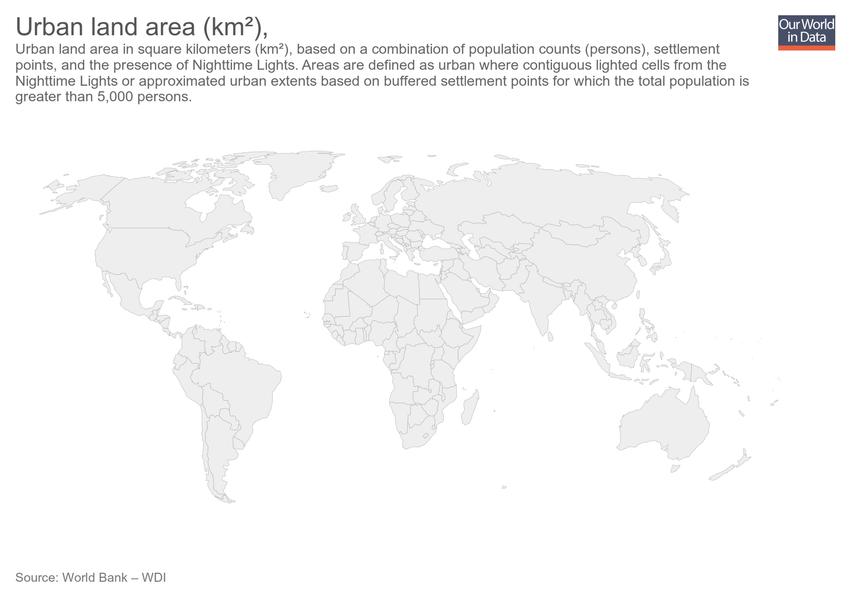 Urban land area (km²),
Our World
in Data
Urban land area in square kilometers (km²), based on a combination of population counts (persons), settlement
points, and the presence of Nighttime Lights. Areas are defined as urban where contiguous lighted cells from the
Nighttime Lights or approximated urban extents based on buffered settlement points for which the total population is
greater than 5,000 persons.
Source: World Bank – WDI